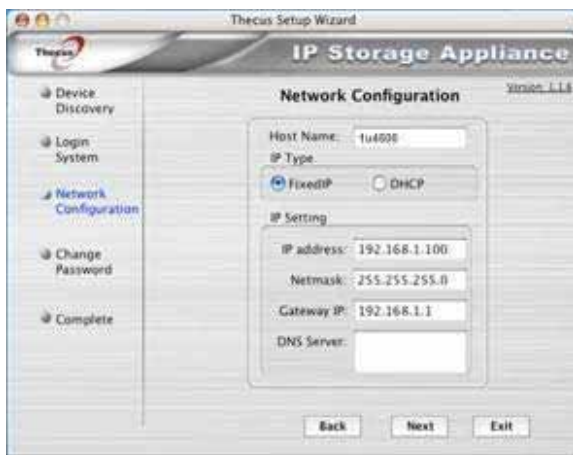 Thecus Setup Wizard
Thecus
IP Storage Appliance
Device
Discovery
Login
System
Network
Configuration
Change
Password
Complete
Network Configuration
Host Name:
IP Type
FixedIP
DHCP
IP Setting
IP address: 192.168.1.100
Netmask: 255.255.255.0
Gateway IP: 192.168.1.1
DNS Server:
Back
Next
Exit